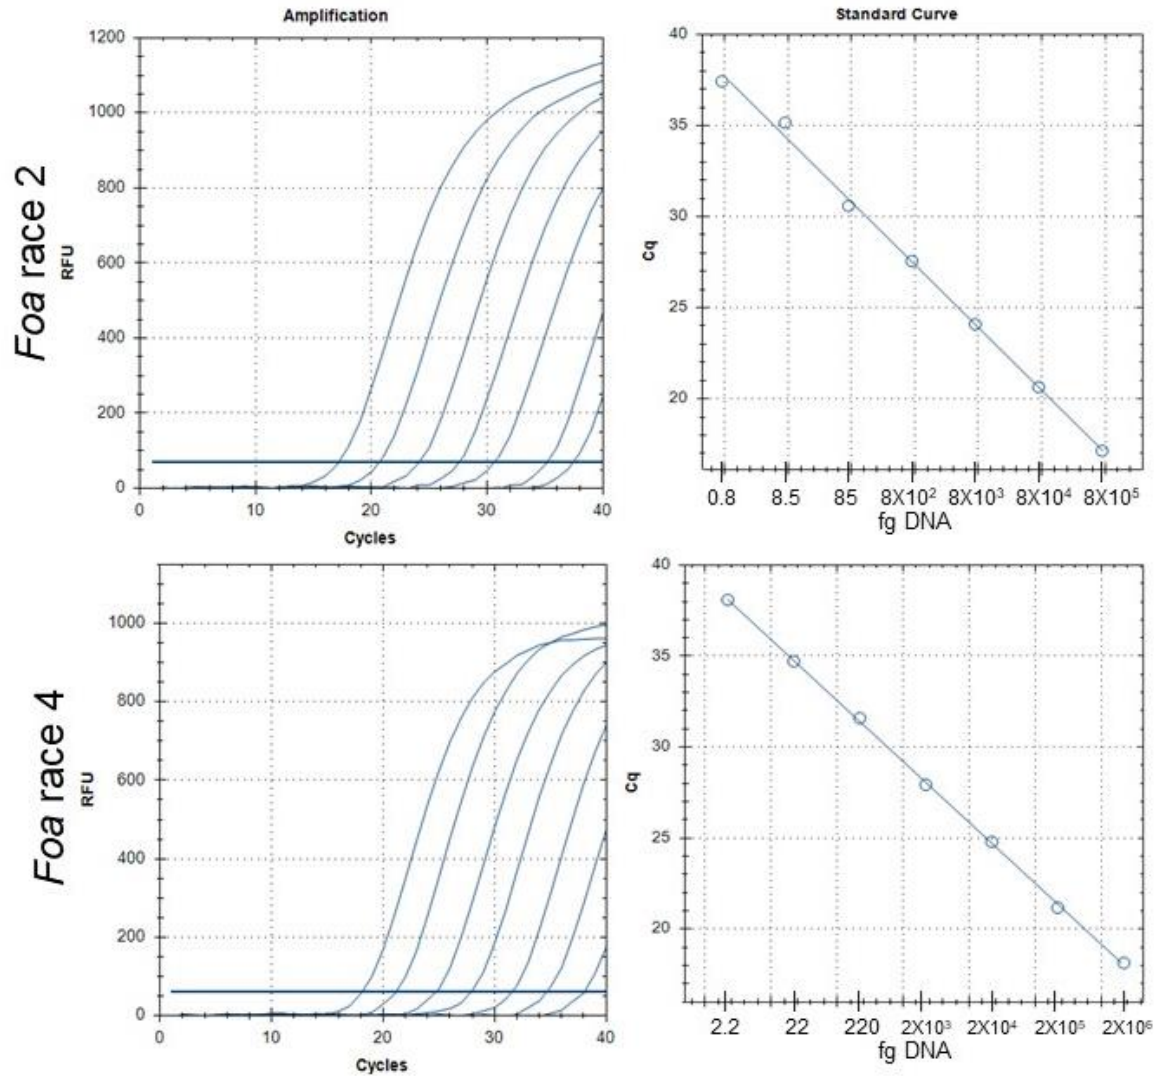 Amplification
Standard Curve
Foa race 2
RFU
1200
1000
800
600
400
200
0
0 10 20 30 40
Cycles
Cq
40
35
30
25
20
0.8 8.5 85 8X10² 8X10³ 8X10⁴ 8X10⁵
fg DNA
Foa race 4
RFU
1000
800
600
400
200
0
0 10 20 30 40
Cycles
Cq
40
35
30
25
20
2.2 22 220 2X10³ 2X10⁴ 2X10⁵ 2X10⁶
fg DNA